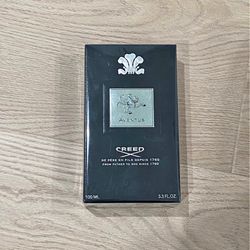 AVENTUS
CREED
DE PÈRE EN FILS DEPUIS 1760
FROM FATHER TO SON SINCE 1760
100 ML 3.3 FL.OZ.